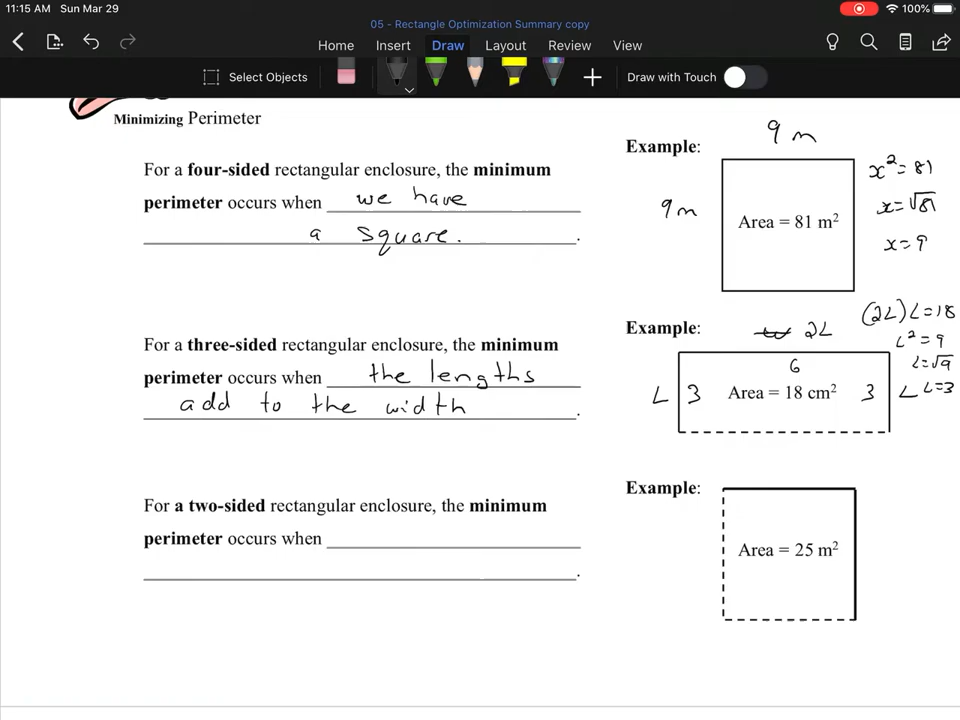 11:15 AM Sun Mar 29
100%
05 - Rectangle Optimization Summary copy
Home Insert Draw Layout Review View
Select Objects
Draw with Touch
Minimizing Perimeter
For a four-sided rectangular enclosure, the minimum
perimeter occurs when we have
a square.
Example:
9 m
9 m
Area = 81 m²
x² = 81
x = √81
x = 9
For a three-sided rectangular enclosure, the minimum
perimeter occurs when the lengths
add to the width.
Example:
2L
6
L 3 Area = 18 cm² 3 L
(2L)L = 18
L² = 9
L = √9
L = 3
For a two-sided rectangular enclosure, the minimum
perimeter occurs when
.
Example:
Area = 25 m²